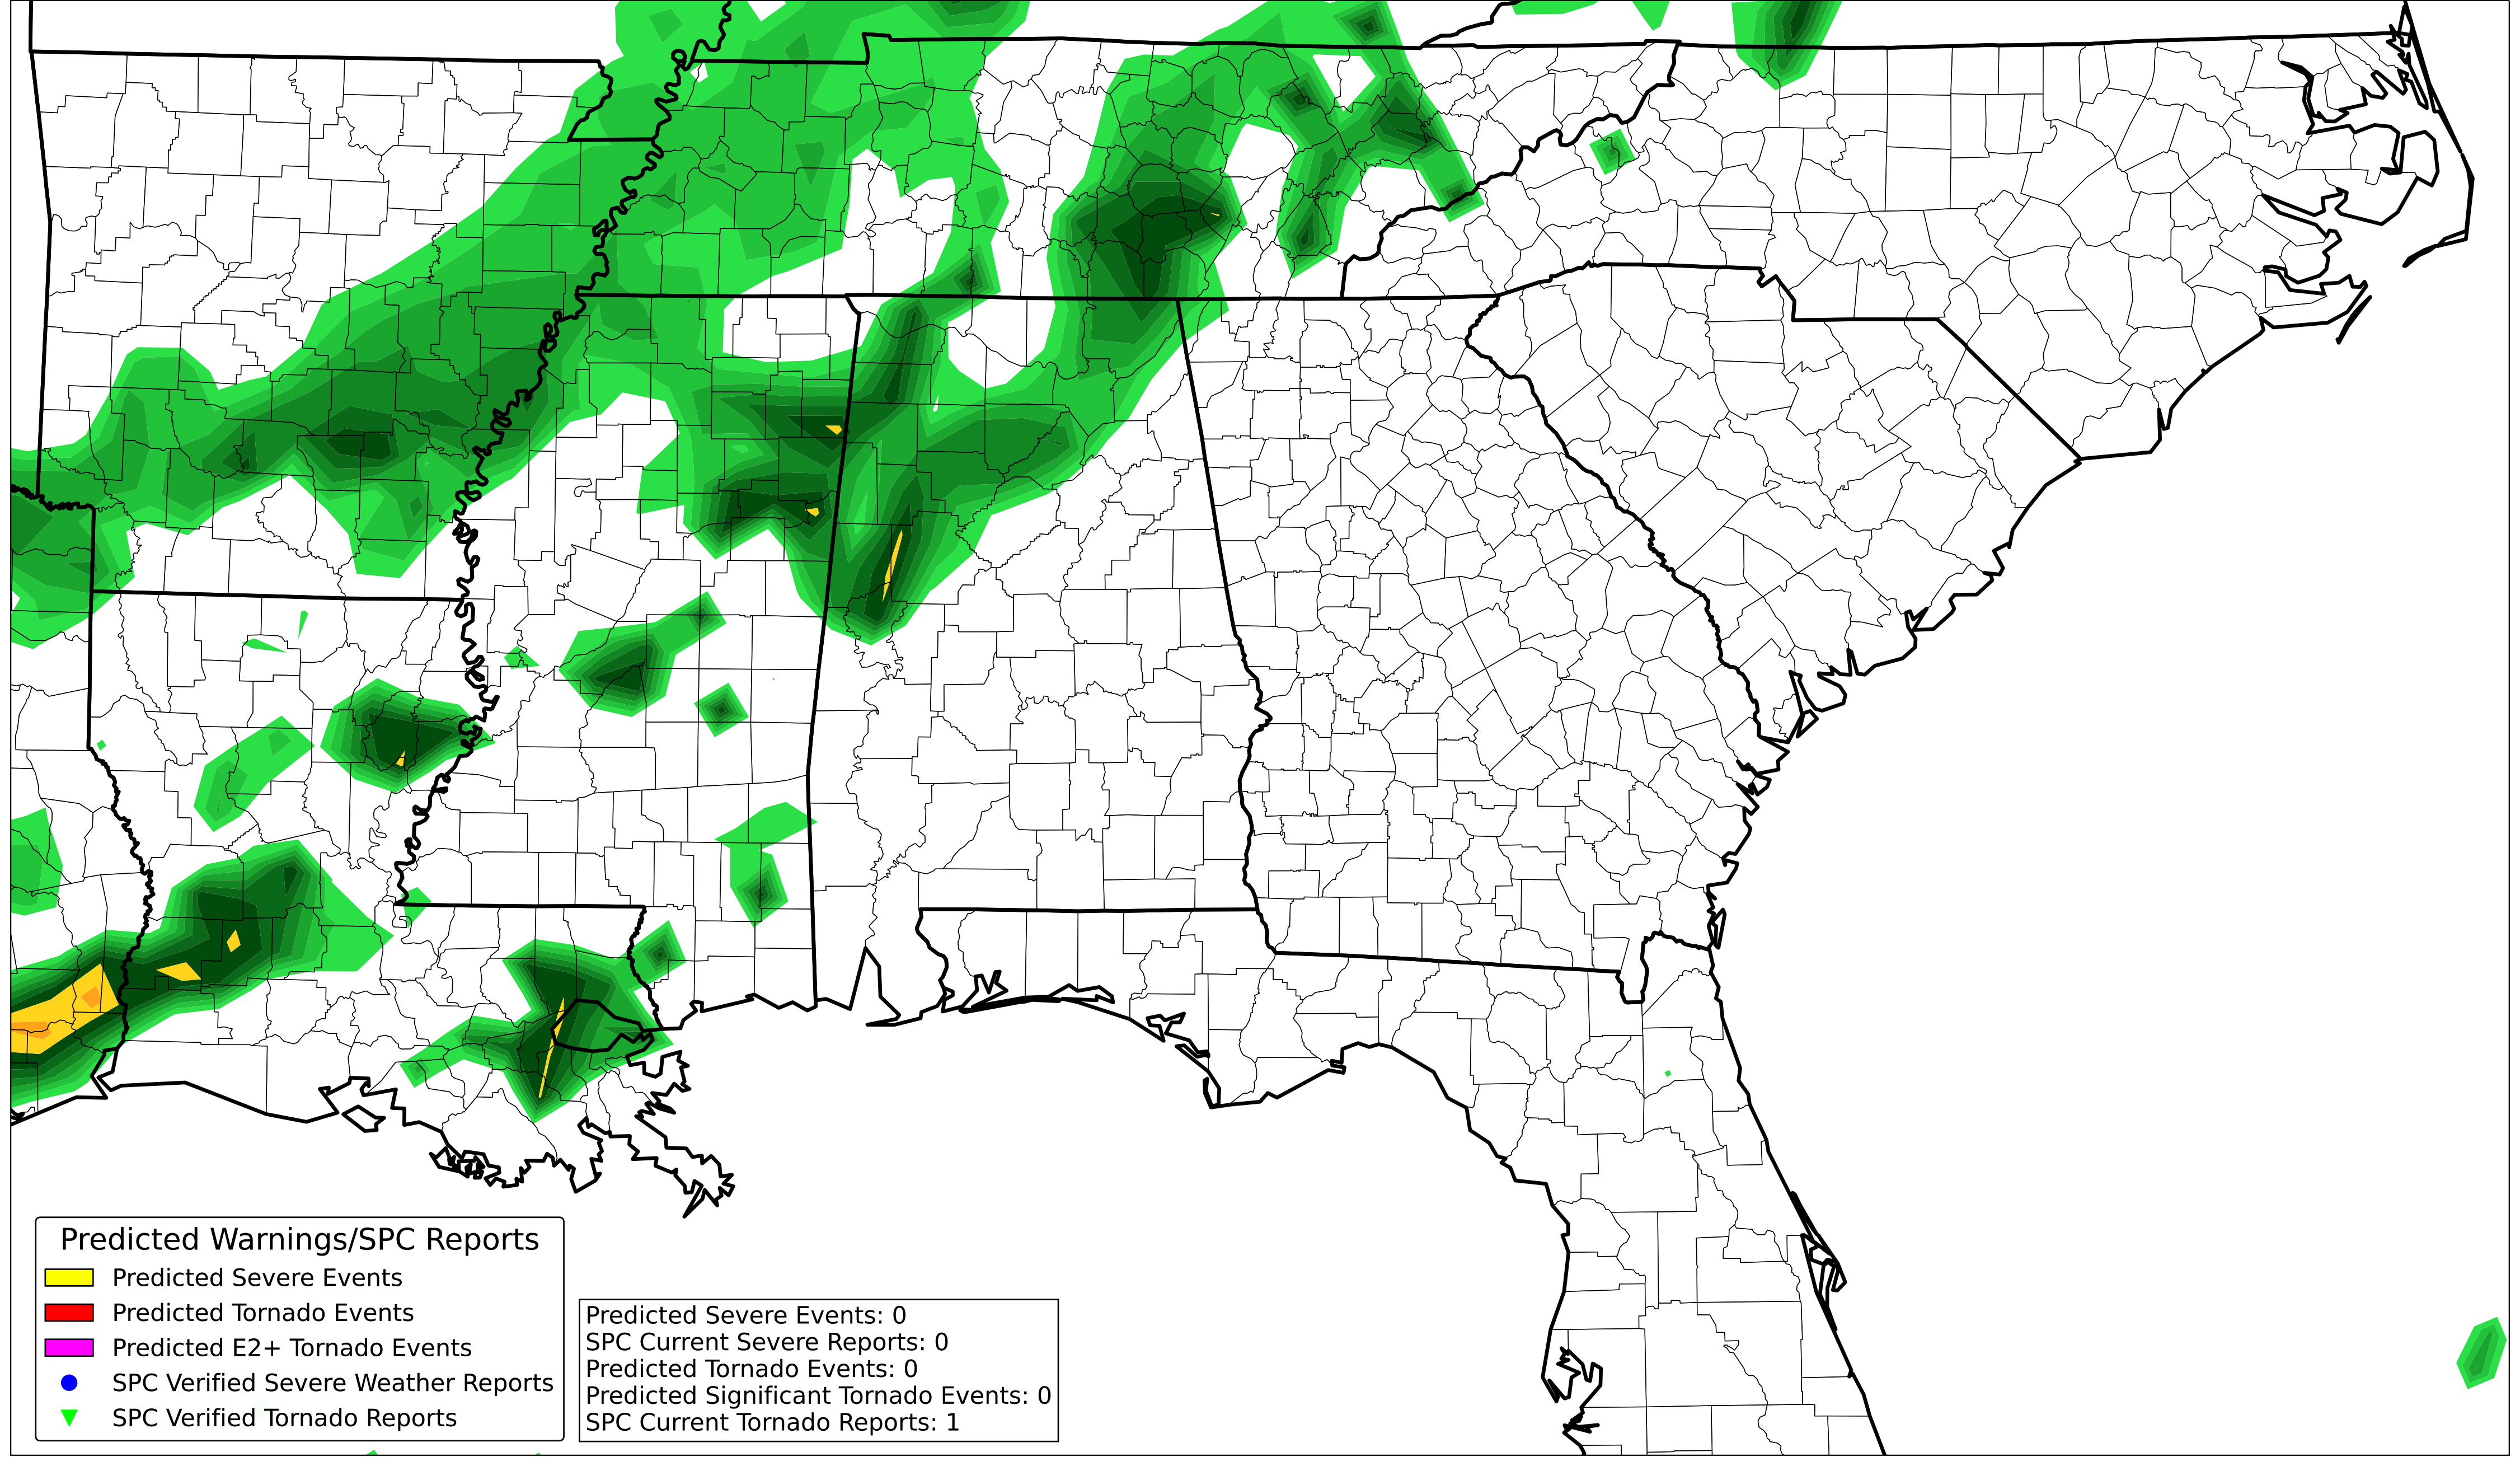 Predicted Warnings/SPC Reports
Predicted Severe Events
Predicted Tornado Events
Predicted E2+ Tornado Events
SPC Verified Severe Weather Reports
SPC Verified Tornado Reports
Predicted Severe Events: 0
SPC Current Severe Reports: 0
Predicted Tornado Events: 0
Predicted Significant Tornado Events: 0
SPC Current Tornado Reports: 1